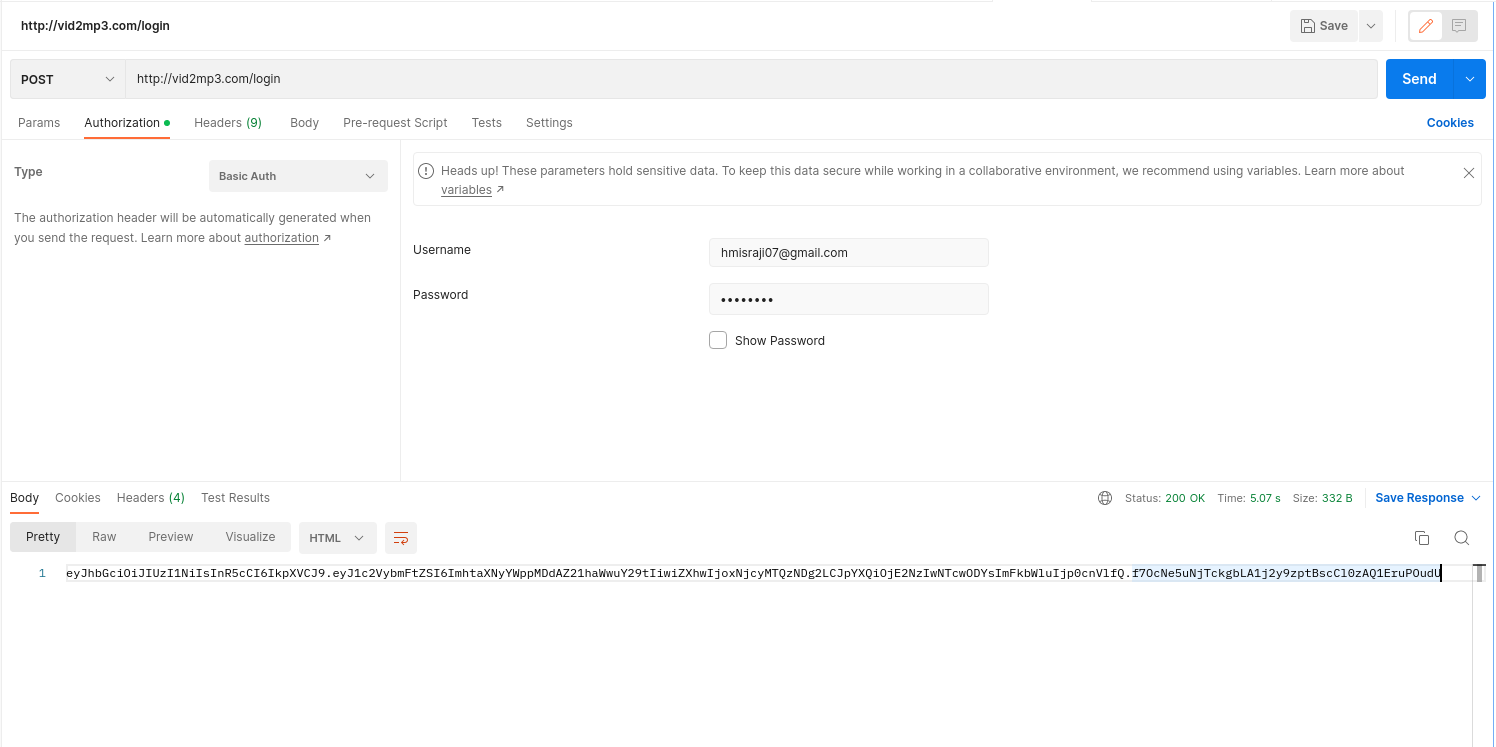 http://vid2mp3.com/login
Save
POST
http://vid2mp3.com/login
Send
Params Authorization Headers (9) Body Pre-request Script Tests Settings Cookies
Type
Basic Auth
The authorization header will be automatically generated when
you send the request. Learn more about authorization ↗
Heads up! These parameters hold sensitive data. To keep this data secure while working in a collaborative environment, we recommend using variables. Learn more about
variables ↗
Username
hmisraji07@gmail.com
Password
••••••••
Show Password
Body Cookies Headers (4) Test Results
Status: 200 OK Time: 5.07 s Size: 332 B
Save Response
Pretty Raw Preview Visualize
HTML
1 eyJhbGciOiJIUzI1NiIsInR5cCI6IkpXVCJ9.eyJ1c2VybmFtZSI6ImhtaXNyYWppMDdAZ21haWwuY29tIiwiZXhwIjoxNjcyMTQzNDg2LCJpYXQiOjE2NzIwNTcwODYsImFkbWluIjp0cnVlfQ.f7OcNe5uNjTckgbLA1j2y9zptBscCl0zAQ1EruPOudU